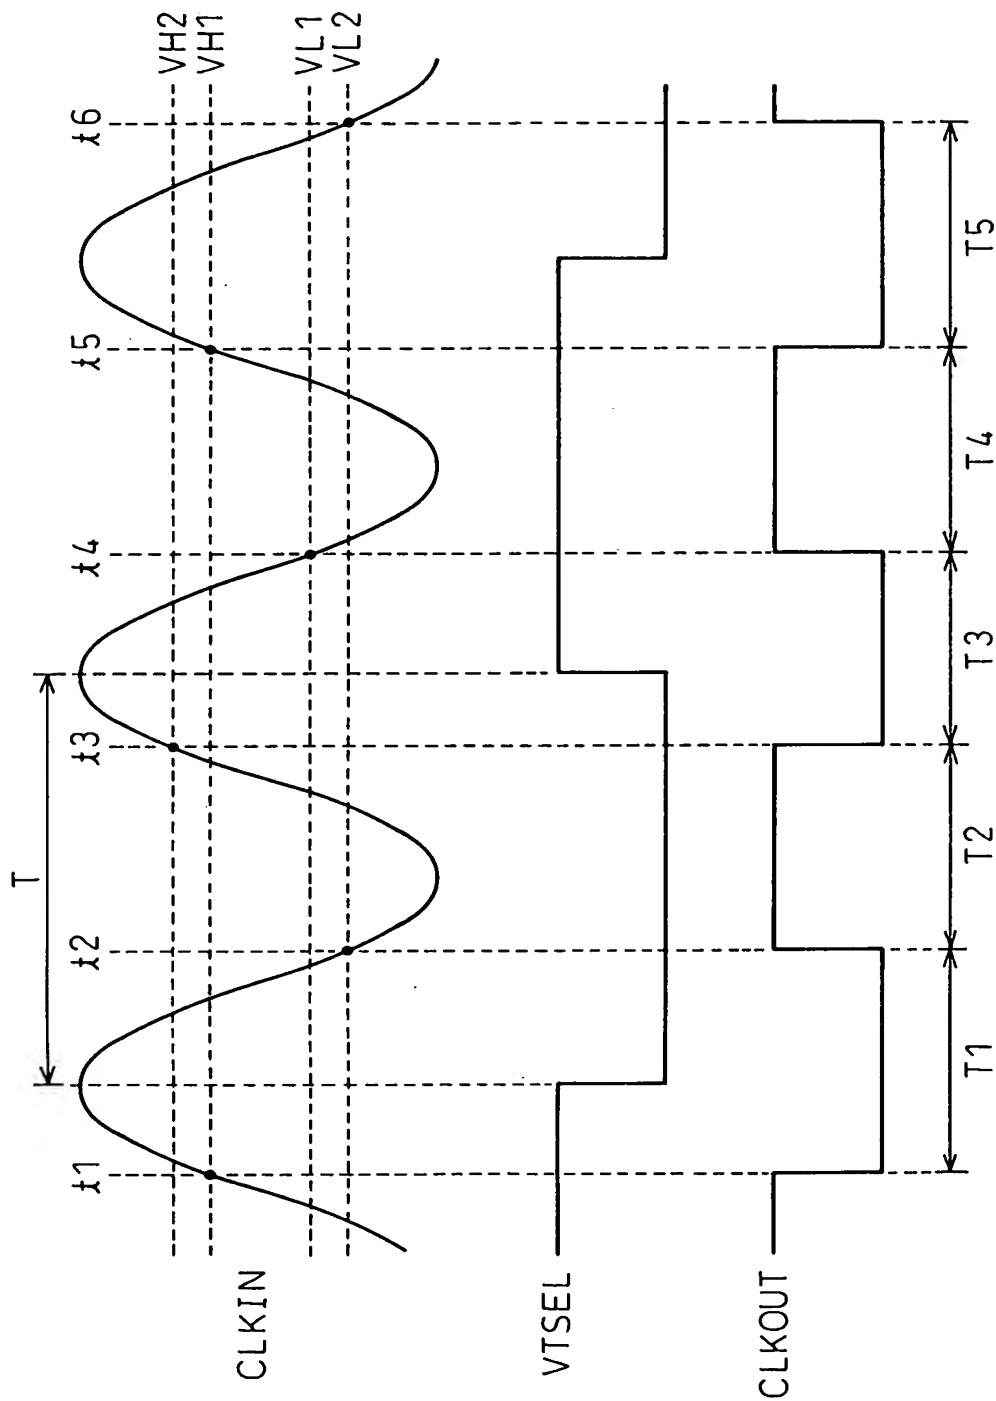 T
t1 t2 t3 t4 t5 t6
VH2
VH1
VL1
VL2
CLKIN
VTSEL
CLKOUT
T1 T2 T3 T4 T5